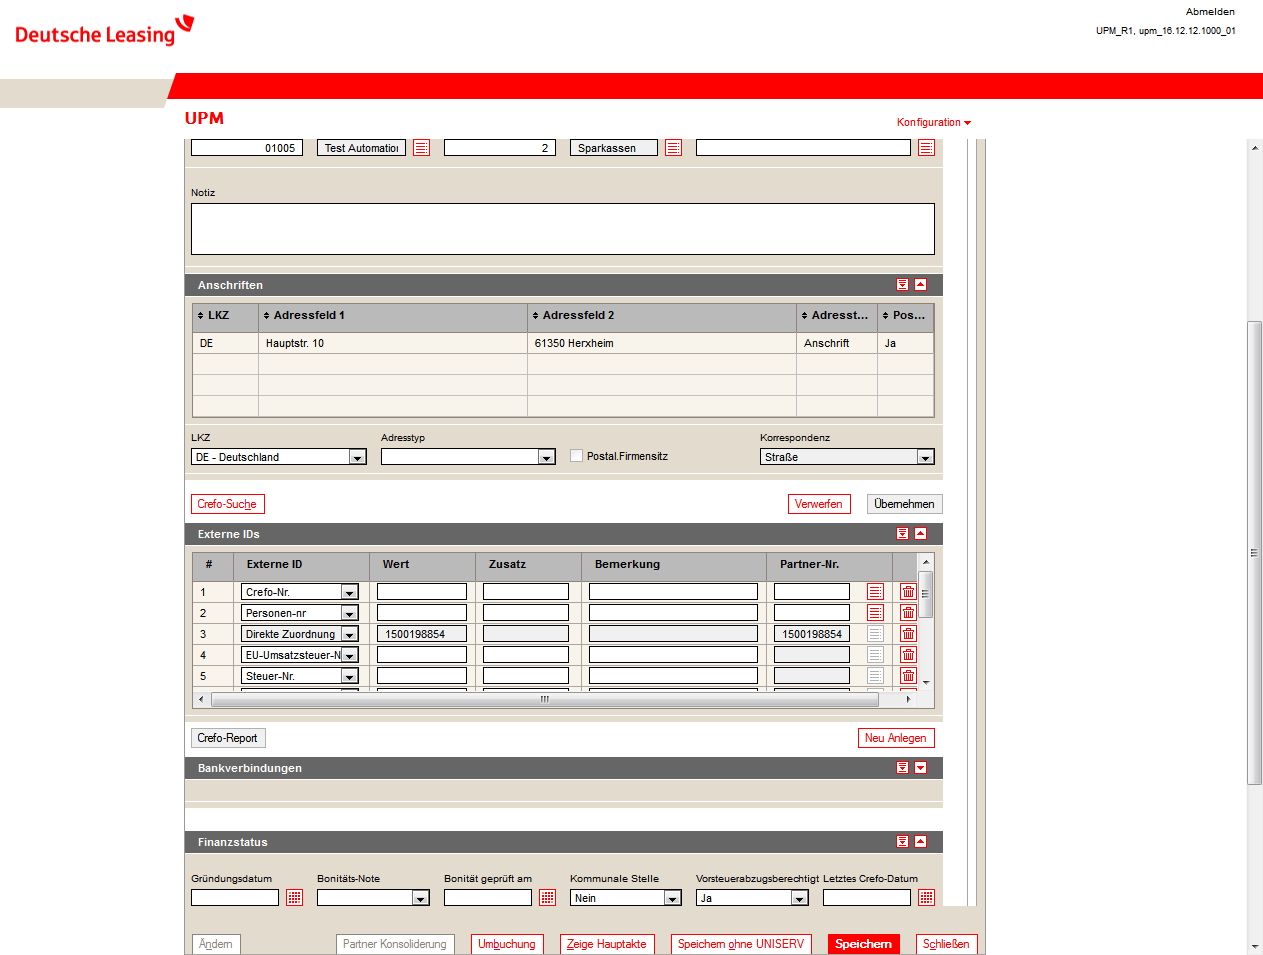 Deutsche Leasing
Abmelden
UPM_R1, upm_16.12.12.1000_01
UPM
Konfiguration
01005 Test Automation 2 Sparkassen
Notiz
Anschriften
LKZ Adressfeld 1 Adressfeld 2 Adresst... Pos...
DE Hauptstr. 10 61350 Herxheim Anschrift Ja
LKZ Adresstyp Korrespondenz
DE - Deutschland Postal.Firmensitz Straße
Crefo-Suche Verwerfen Übernehmen
Externe IDs
# Externe ID Wert Zusatz Bemerkung Partner-Nr.
1 Crefo-Nr.
2 Personen-nr
3 Direkte Zuordnung 1500198854 1500198854
4 EU-Umsatzsteuer-N
5 Steuer-Nr.
Crefo-Report Neu Anlegen
Bankverbindungen
Finanzstatus
Gründungsdatum Bonitäts-Note Bonität geprüft am Kommunale Stelle Vorsteuerabzugsberechtigt Letztes Crefo-Datum
Nein Ja
Ändern Partner Konsoliderung Umbuchung Zeige Hauptakte Speichern ohne UNISERV Speichern Schließen